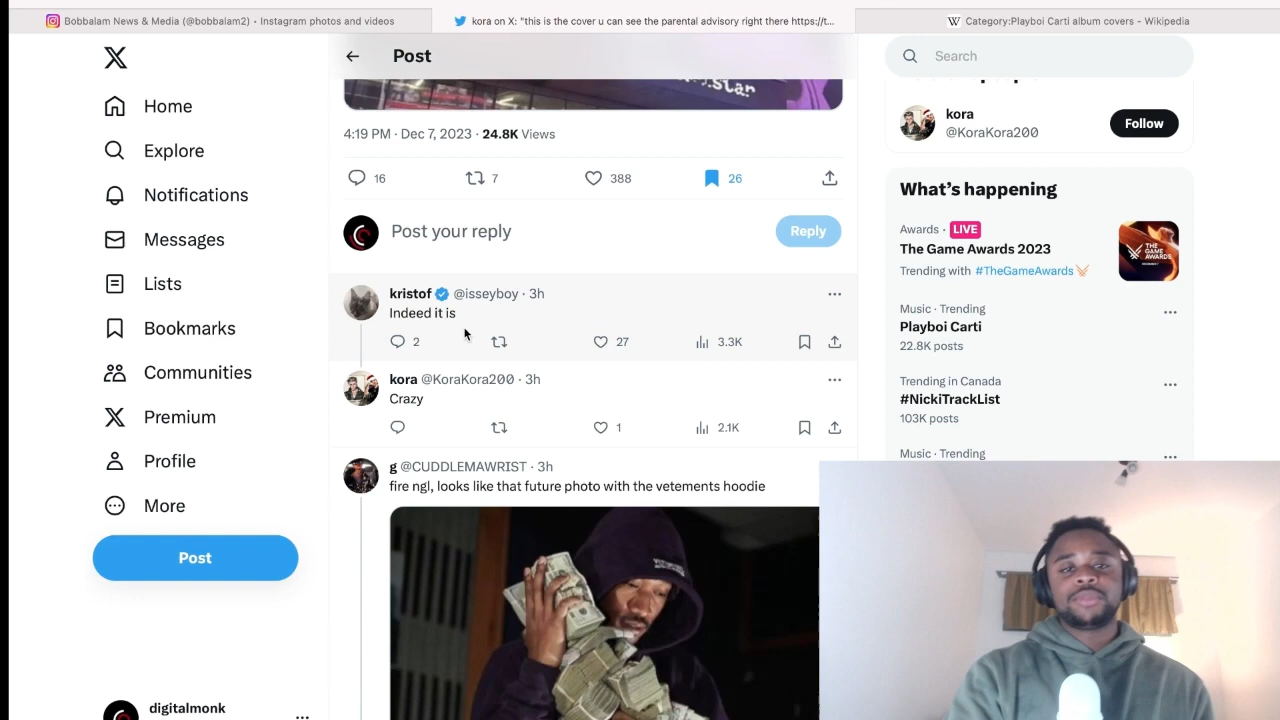 Bobbalam News & Media (@bobbalam2) • Instagram photos and videos
kora on X: "this is the cover u can see the parental advisory right there https://t...
Category:Playboi Carti album covers - Wikipedia
Post
Search
Home
Explore
Notifications
Messages
Lists
Bookmarks
Communities
Premium
Profile
More
Post
digitalmonk
4:19 PM · Dec 7, 2023 · 24.8K Views
16
7
388
26
Post your reply
Reply
kristof @isseyboy · 3h
Indeed it is
2
27
3.3K
kora @KoraKora200 · 3h
Crazy
1
2.1K
g @CUDDLEMAWRIST · 3h
fire ngl, looks like that future photo with the vetements hoodie
kora
@KoraKora200
Follow
What's happening
Awards · LIVE
The Game Awards 2023
Trending with #TheGameAwards
THE
GAME
AWARDS
Music · Trending
Playboi Carti
22.8K posts
Trending in Canada
#NickiTrackList
103K posts
Music · Trending